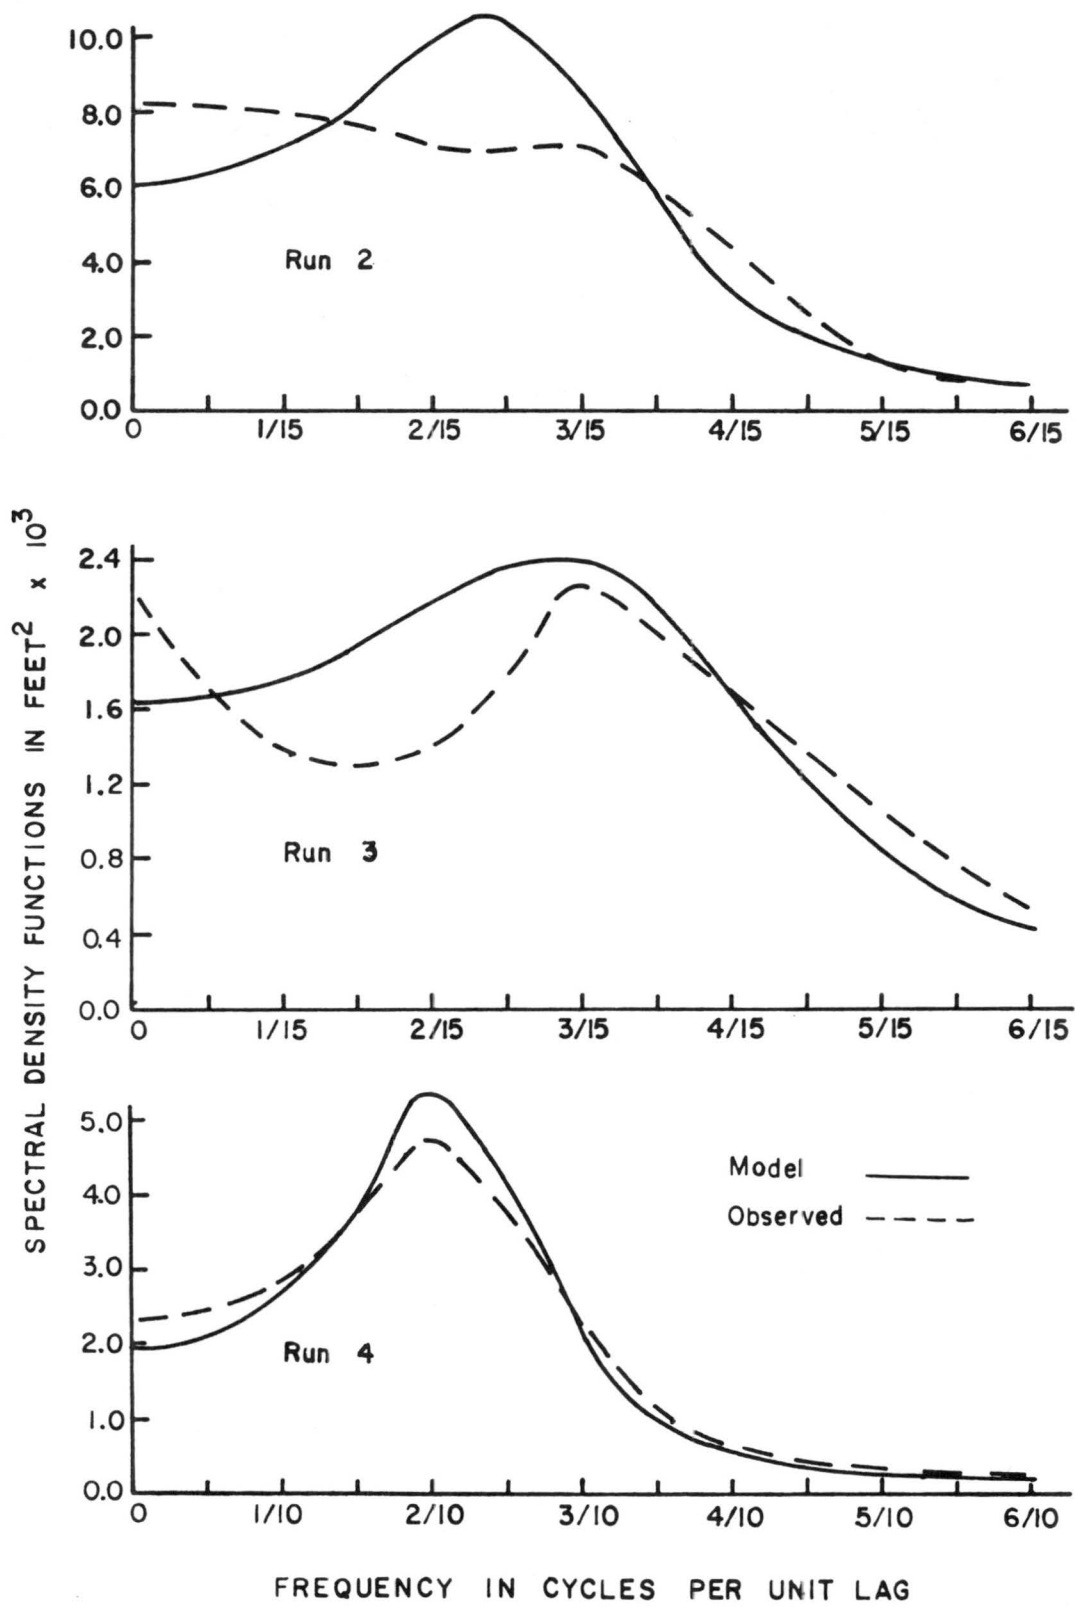 10.0
8.0
6.0
4.0
2.0
0.0
Run 2
0 1/15 2/15 3/15 4/15 5/15 6/15
SPECTRAL DENSITY FUNCTIONS IN FEET² x 10³
2.4
2.0
1.6
1.2
0.8
0.4
0.0
Run 3
0 1/15 2/15 3/15 4/15 5/15 6/15
5.0
4.0
3.0
2.0
1.0
0.0
Model
Observed
Run 4
0 1/10 2/10 3/10 4/10 5/10 6/10
FREQUENCY IN CYCLES PER UNIT LAG